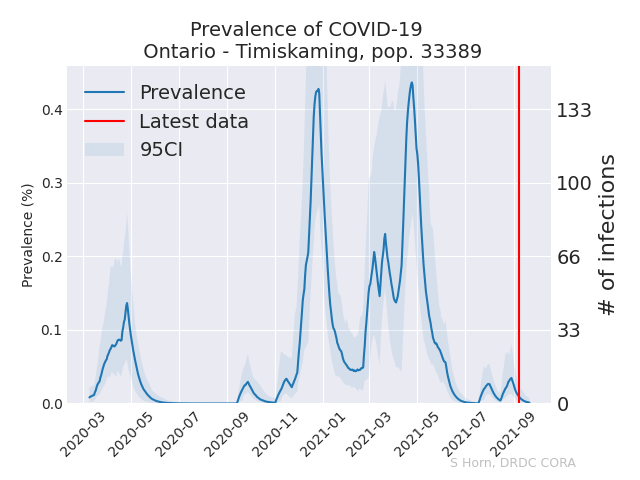 Prevalence of COVID-19
Ontario - Timiskaming, pop. 33389
Prevalence
Latest data
95CI
Prevalence (%)
0.4
0.3
0.2
0.1
0.0
133
100
66
33
0
# of infections
2020-03
2020-05
2020-07
2020-09
2020-11
2021-01
2021-03
2021-05
2021-07
2021-09
S Horn, DRDC CORA